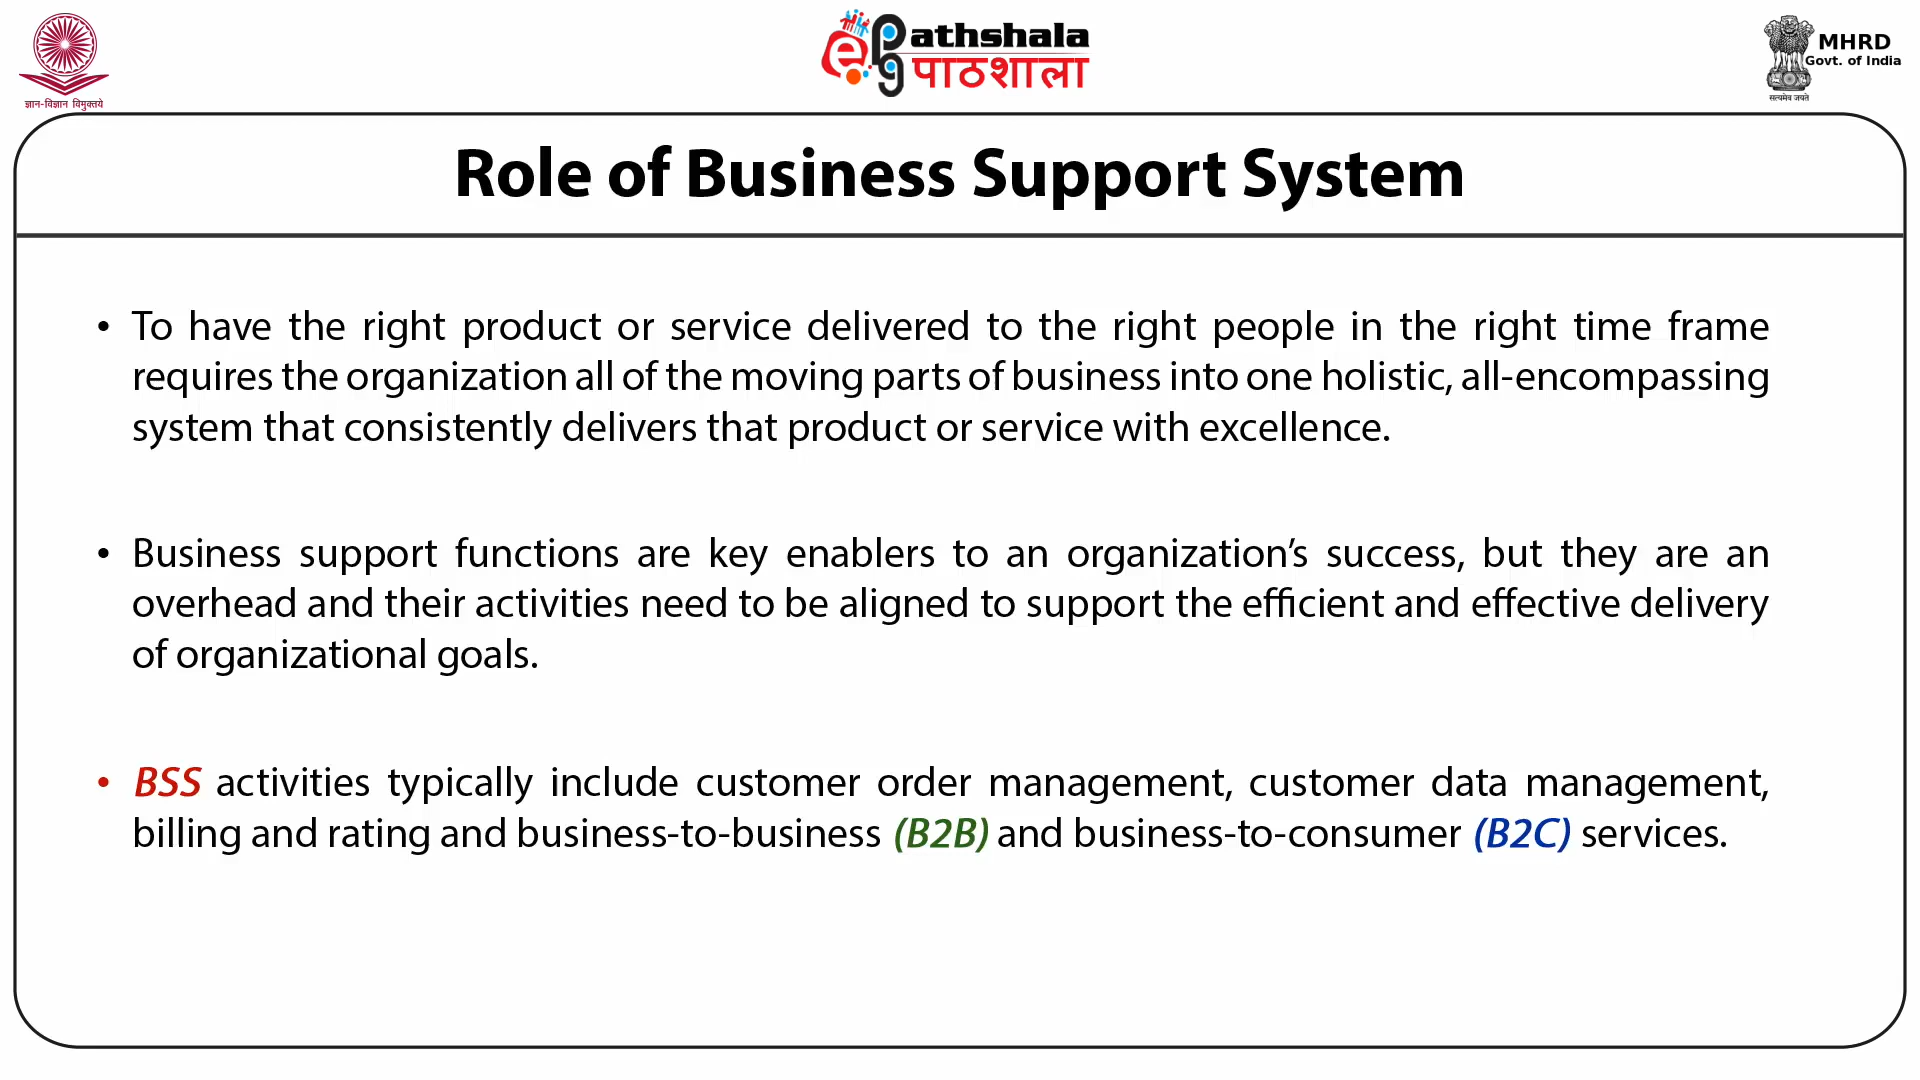 ज्ञान-विज्ञान विमुक्तये
e Pathshala
पाठशाला
MHRD
Govt. of India
सत्यमेव जयते
Role of Business Support System
• To have the right product or service delivered to the right people in the right time frame
requires the organization all of the moving parts of business into one holistic, all-encompassing
system that consistently delivers that product or service with excellence.
• Business support functions are key enablers to an organization’s success, but they are an
overhead and their activities need to be aligned to support the efficient and effective delivery
of organizational goals.
• BSS activities typically include customer order management, customer data management,
billing and rating and business-to-business (B2B) and business-to-consumer (B2C) services.